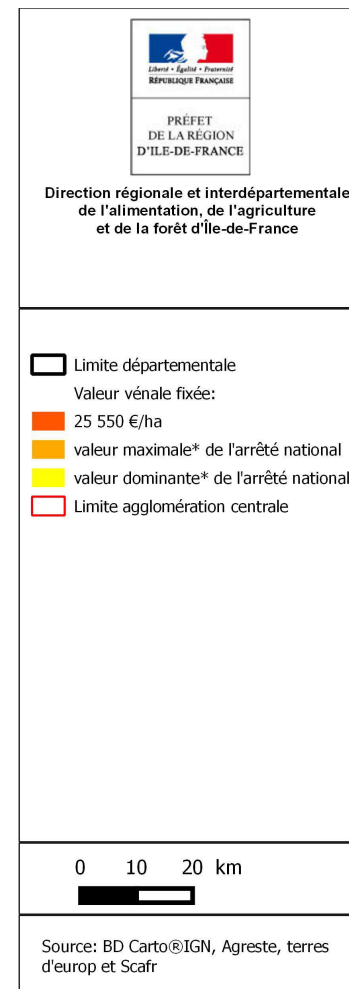 Liberté • Égalité • Fraternité
RÉPUBLIQUE FRANÇAISE
PRÉFET
DE LA RÉGION
D'ILE-DE-FRANCE
Direction régionale et interdépartementale
de l'alimentation, de l'agriculture
et de la forêt d'Île-de-France
Limite départementale
Valeur vénale fixée:
25 550 €/ha
valeur maximale* de l'arrêté national
valeur dominante* de l'arrêté national
Limite agglomération centrale
0 10 20 km
Source: BD Carto®IGN, Agreste, terres
d'europ et Scafr